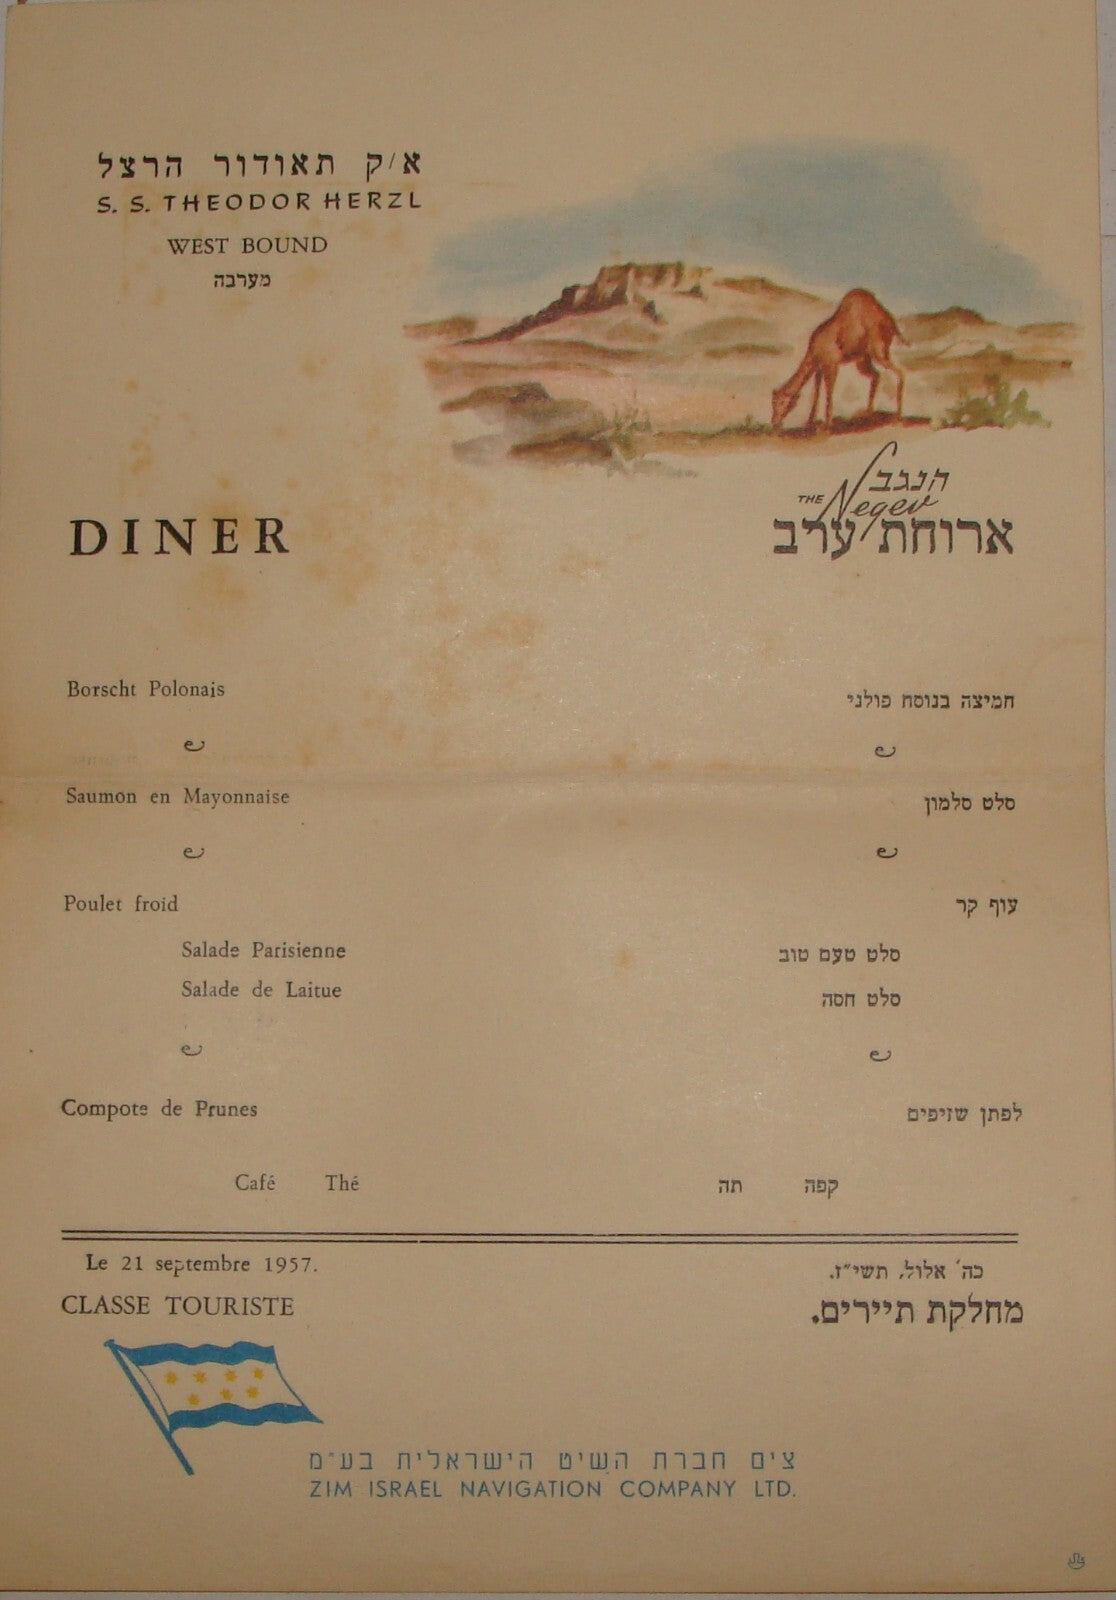 א/ק תאודור הרצל
S. S. THEODOR HERZL
WEST BOUND
מערבה
הנגב
THE Negev
DINER
ארוחת ערב
Borscht Polonais
חמיצה בנוסח פולני
Saumon en Mayonnaise
סלט סלמון
Poulet froid
עוף קר
Salade Parisienne
סלט טעם טוב
Salade de Laitue
סלט חסה
Compote de Prunes
לפתן שזיפים
Café Thé
קפה תה
Le 21 septembre 1957.
כה' אלול, תשי״ז.
CLASSE TOURISTE
מחלקת תיירים.
צים חברת השיט הישראלית בע״מ
ZIM ISRAEL NAVIGATION COMPANY LTD.